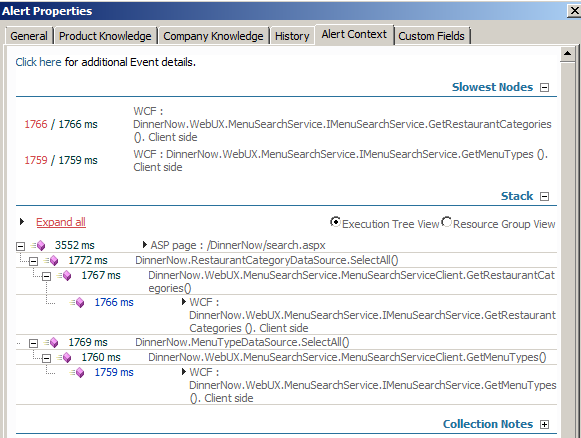 Alert Properties
General Product Knowledge Company Knowledge History Alert Context Custom Fields
Click here for additional Event details.
Slowest Nodes
1766 / 1766 ms
WCF :
DinnerNow.WebUX.MenuSearchService.IMenuSearchService.GetRestaurantCategories
(). Client side
1759 / 1759 ms
WCF : DinnerNow.WebUX.MenuSearchService.IMenuSearchService.GetMenuTypes ().
Client side
Stack
Expand all
Execution Tree View Resource Group View
3552 ms ASP page : /DinnerNow/search.aspx
1772 ms DinnerNow.RestaurantCategoryDataSource.SelectAll()
1767 ms DinnerNow.WebUX.MenuSearchService.MenuSearchServiceClient.GetRestaurantCat
egories()
1766 ms WCF :
DinnerNow.WebUX.MenuSearchService.IMenuSearchService.GetRestaurant
Categories (). Client side
1769 ms DinnerNow.MenuTypeDataSource.SelectAll()
1760 ms DinnerNow.WebUX.MenuSearchService.MenuSearchServiceClient.GetMenuTypes()
1759 ms WCF :
DinnerNow.WebUX.MenuSearchService.IMenuSearchService.GetMenuTypes
(). Client side
Collection Notes